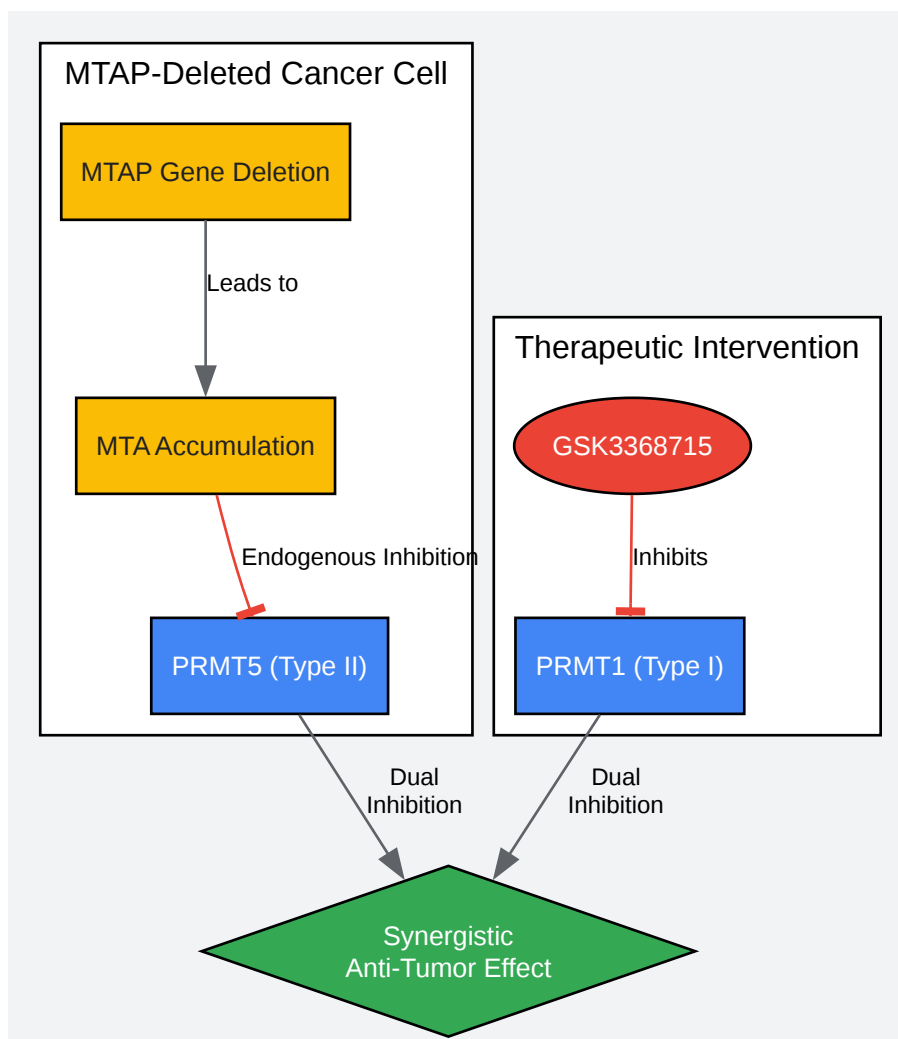 MTAP-Deleted Cancer Cell
MTAP Gene Deletion
Leads to
MTA Accumulation
Endogenous Inhibition
PRMT5 (Type II)
Therapeutic Intervention
GSK3368715
Inhibits
PRMT1 (Type I)
Dual
Inhibition
Dual
Inhibition
Synergistic
Anti-Tumor Effect